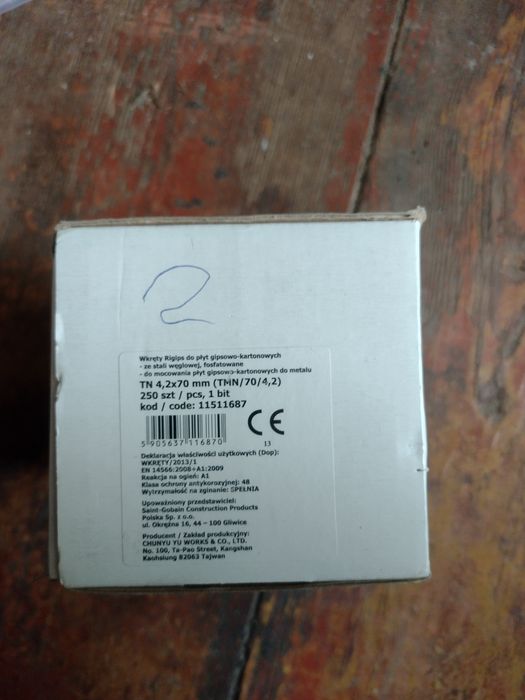 2
Wkręty Rigips do płyt gipsowo-kartonowych
- ze stali węglowej, fosfatowane
- do mocowania płyt gipsowo-kartonowych do metalu
TN 4,2x70 mm (TMN/70/4,2)
250 szt / pcs, 1 bit
kod / code: 11511687
5 905637 116870
CE
13
Deklaracja właściwości użytkowych (Dop):
WKRĘTY/2013/1
EN 14566:2008+A1:2009
Reakcja na ogień: A1
Klasa ochrony antykorozyjnej: 48
Wytrzymałość na zginanie: SPEŁNIA
Upoważniony przedstawiciel:
Saint-Gobain Construction Products
Polska Sp. z o.o.
ul. Okrężna 16, 44 - 100 Gliwice
Producent / Zakład produkcyjny:
CHUNYU YU WORKS & CO., LTD.
No. 100, Ta-Pao Street, Kangshan
Kaohsiung 82063 Tajwan